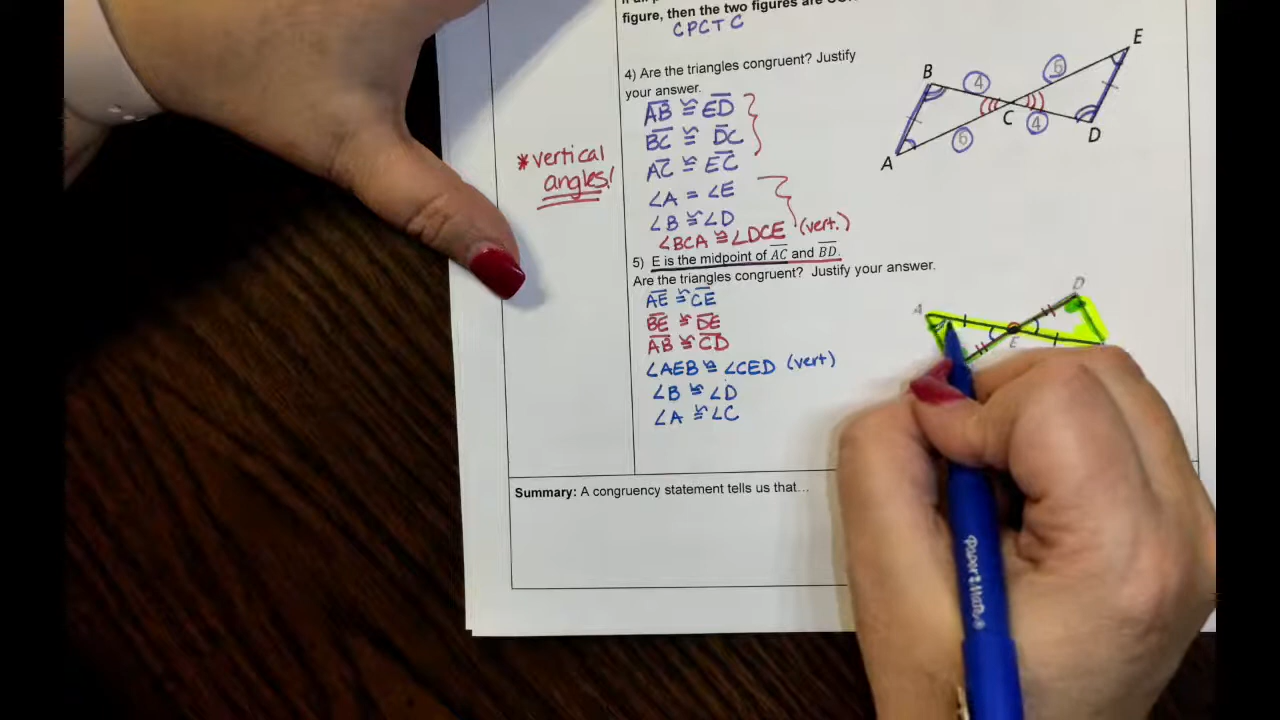 figure, then the two figures are
CPCTC
4) Are the triangles congruent? Justify
your answer.
AB ≅ ED
BC ≅ DC
AC ≅ EC
∠A = ∠E
∠B ≅ ∠D
∠BCA ≅ ∠DCE (vert.)
*vertical
angles!
B
4
6
E
C
A
6
4
D
5) E is the midpoint of AC and BD.
Are the triangles congruent? Justify your answer.
AE ≅ CE
BE ≅ DE
AB ≅ CD
∠AEB ≅ ∠CED (vert)
∠B ≅ ∠D
∠A ≅ ∠C
A
D
E
Summary: A congruency statement tells us that...
Paper Mate